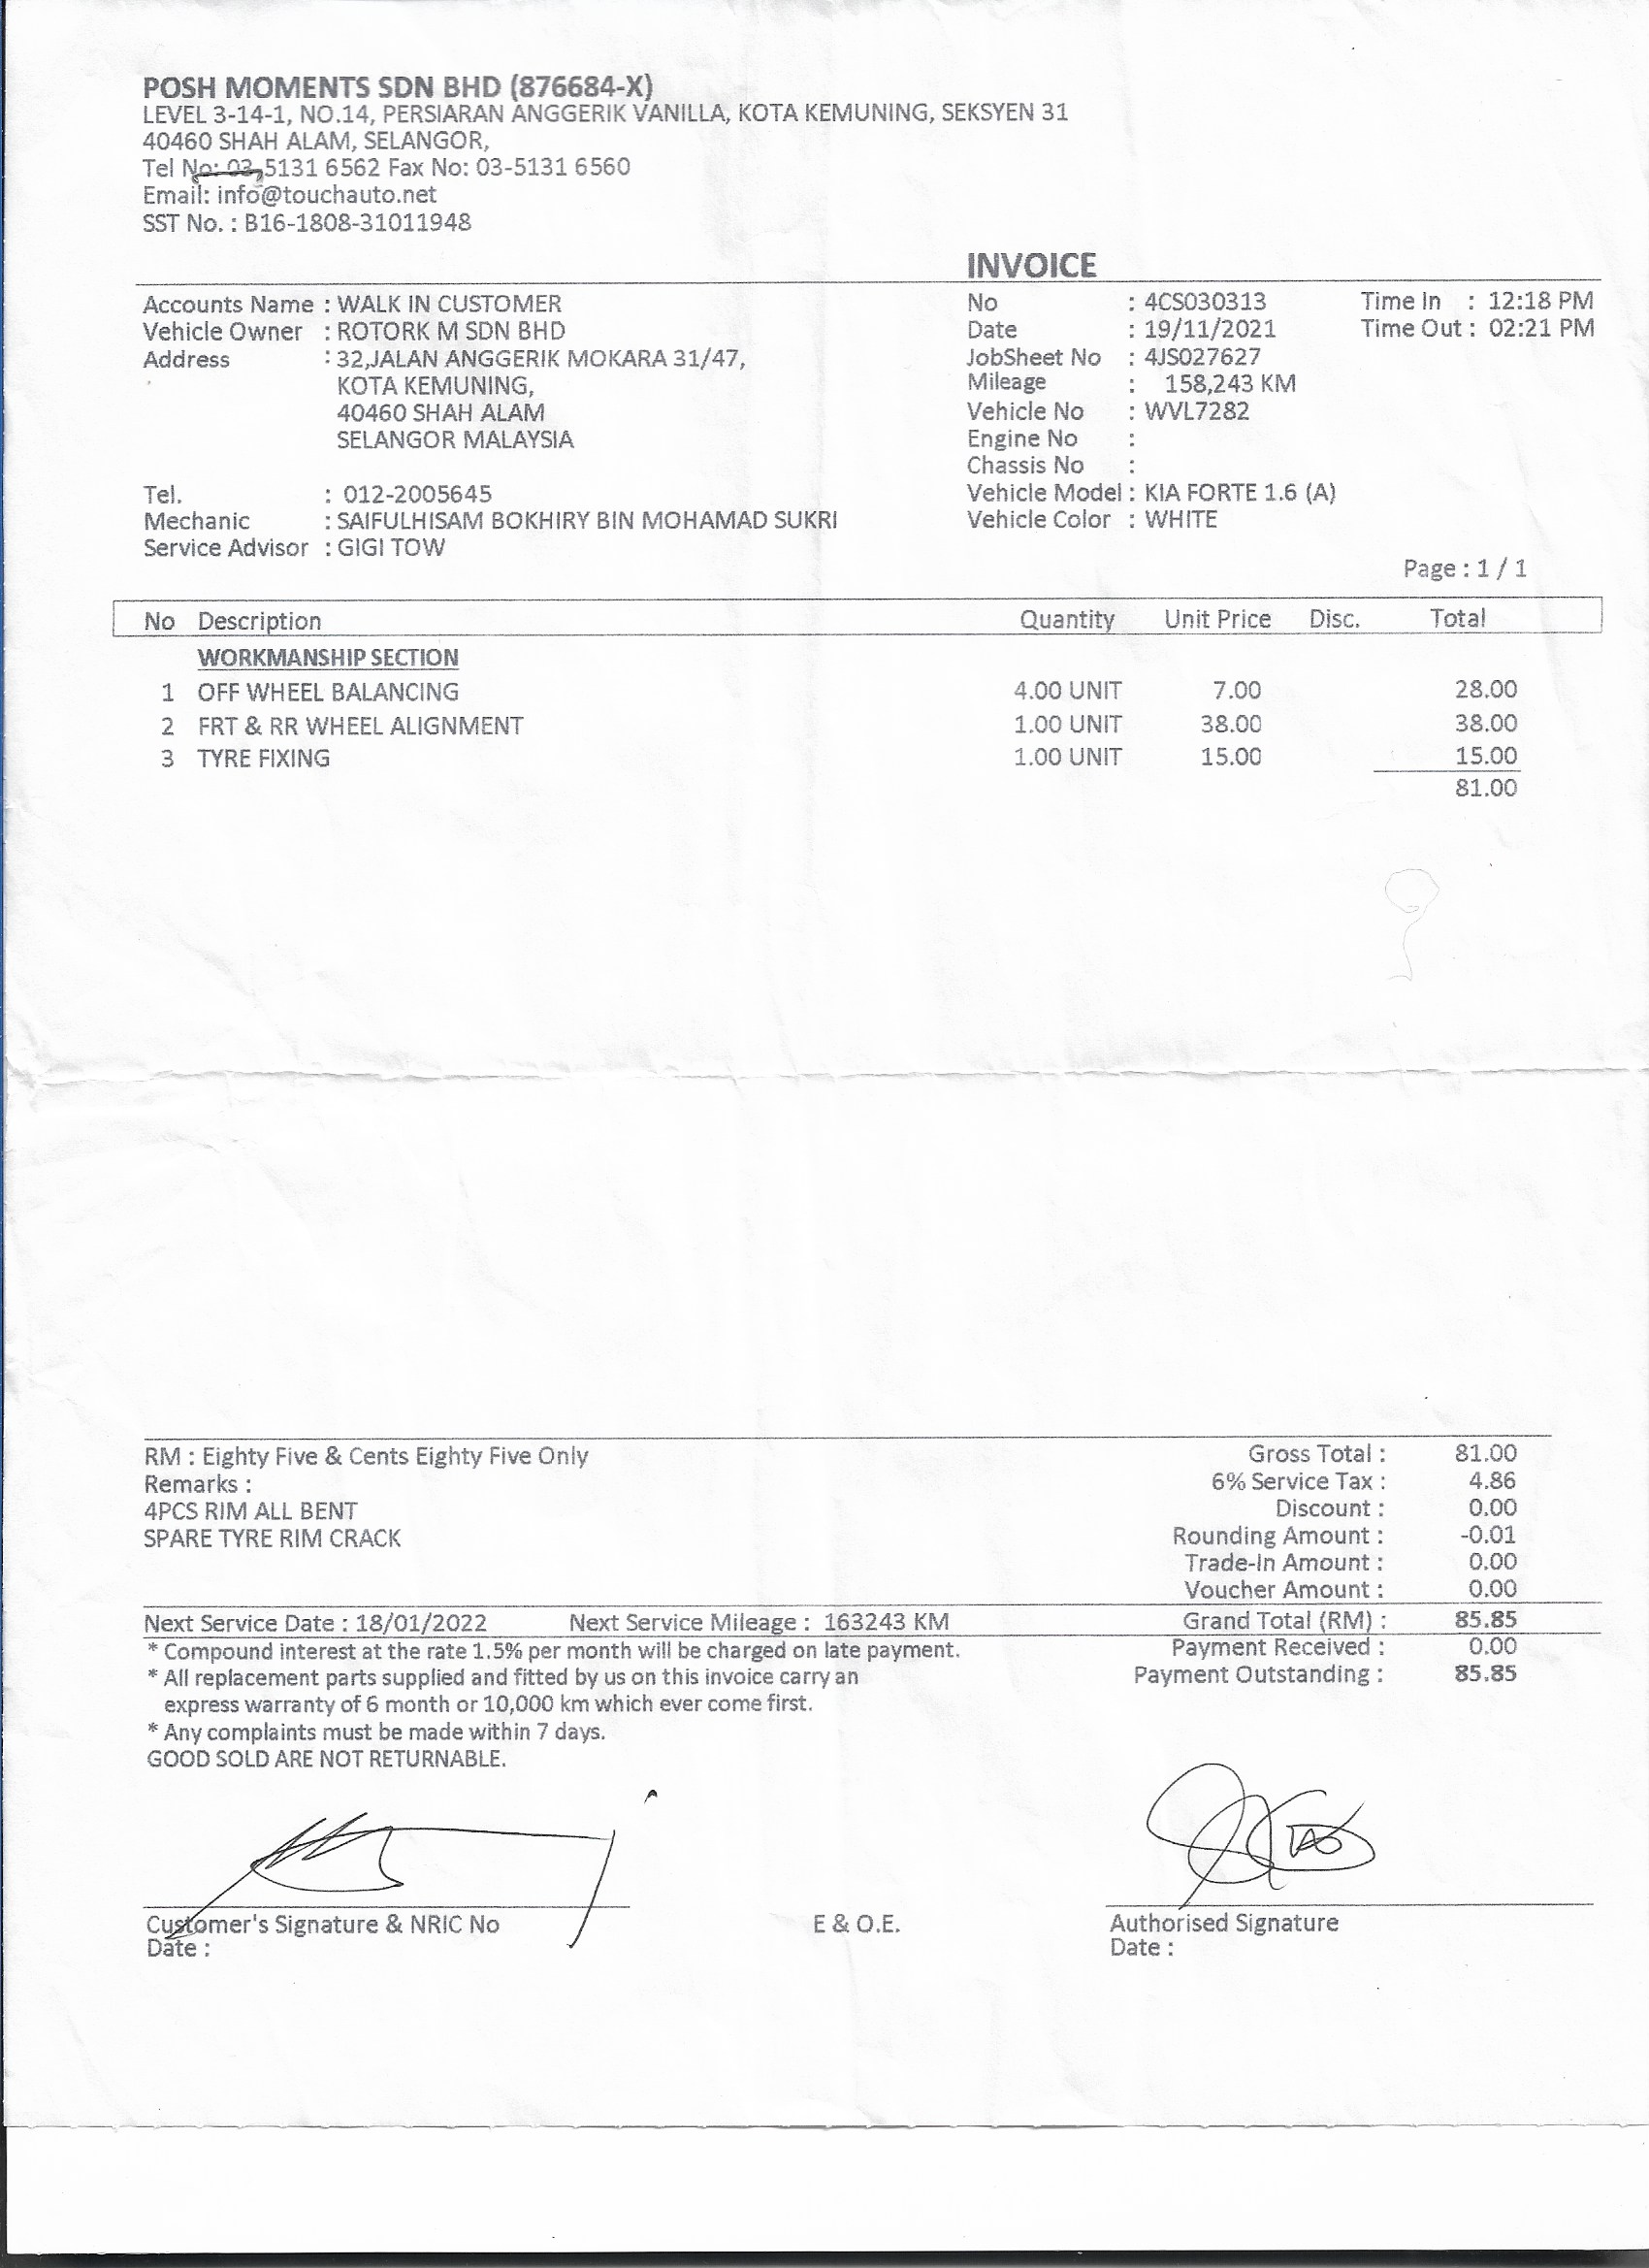 POSH MOMENTS SDN BHD (876684-X)
LEVEL 3-14-1, NO.14, PERSIARAN ANGGERIK VANILLA, KOTA KEMUNING, SEKSYEN 31
40460 SHAH ALAM, SELANGOR,
Tel No: 03-5131 6562 Fax No: 03-5131 6560
Email: info@touchauto.net
SST No. : B16-1808-31011948
INVOICE
Accounts Name : WALK IN CUSTOMER
Vehicle Owner : ROTORK M SDN BHD
Address : 32,JALAN ANGGERIK MOKARA 31/47,
KOTA KEMUNING,
40460 SHAH ALAM
SELANGOR MALAYSIA
Tel. : 012-2005645
Mechanic : SAIFULHISAM BOKHIRY BIN MOHAMAD SUKRI
Service Advisor : GIGI TOW
No : 4CS030313 Time In : 12:18 PM
Date : 19/11/2021 Time Out : 02:21 PM
JobSheet No : 4JS027627
Mileage : 158,243 KM
Vehicle No : WVL7282
Engine No :
Chassis No :
Vehicle Model : KIA FORTE 1.6 (A)
Vehicle Color : WHITE
Page : 1 / 1
No Description Quantity Unit Price Disc. Total
WORKMANSHIP SECTION
1 OFF WHEEL BALANCING 4.00 UNIT 7.00 28.00
2 FRT & RR WHEEL ALIGNMENT 1.00 UNIT 38.00 38.00
3 TYRE FIXING 1.00 UNIT 15.00 15.00
81.00
RM : Eighty Five & Cents Eighty Five Only
Remarks :
4PCS RIM ALL BENT
SPARE TYRE RIM CRACK
Gross Total : 81.00
6% Service Tax : 4.86
Discount : 0.00
Rounding Amount : -0.01
Trade-In Amount : 0.00
Voucher Amount : 0.00
Next Service Date : 18/01/2022 Next Service Mileage : 163243 KM
Grand Total (RM) : 85.85
Payment Received : 0.00
Payment Outstanding : 85.85
* Compound interest at the rate 1.5% per month will be charged on late payment.
* All replacement parts supplied and fitted by us on this invoice carry an
express warranty of 6 month or 10,000 km which ever come first.
* Any complaints must be made within 7 days.
GOOD SOLD ARE NOT RETURNABLE.
Customer's Signature & NRIC No
Date :
E & O.E.
Authorised Signature
Date :